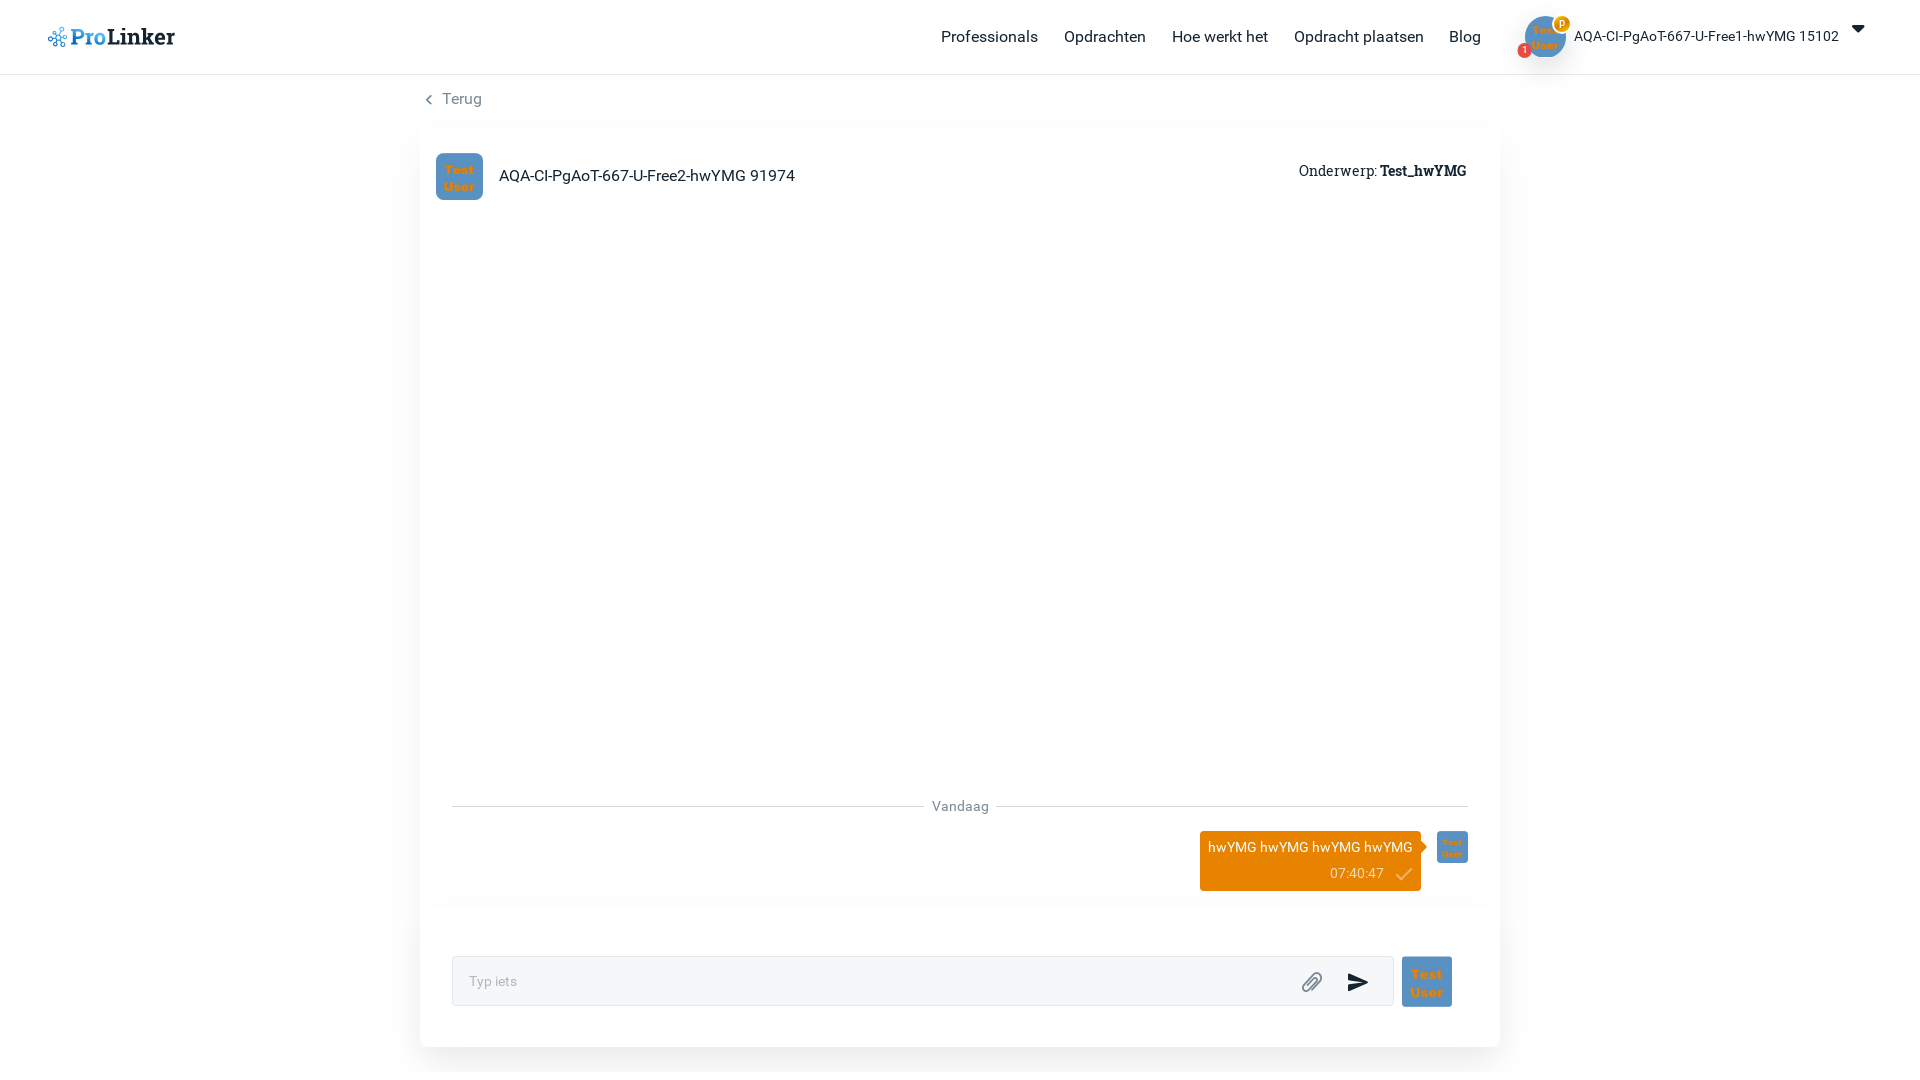 ProLinker
Professionals
Opdrachten
Hoe werkt het
Opdracht plaatsen
Blog
Test
User
P
1
AQA-CI-PgAoT-667-U-Free1-hwYMG 15102
Terug
Test
User
AQA-CI-PgAoT-667-U-Free2-hwYMG 91974
Onderwerp: Test_hwYMG
Vandaag
hwYMG hwYMG hwYMG hwYMG
07:40:47
Test
User
Typ iets
Test
User